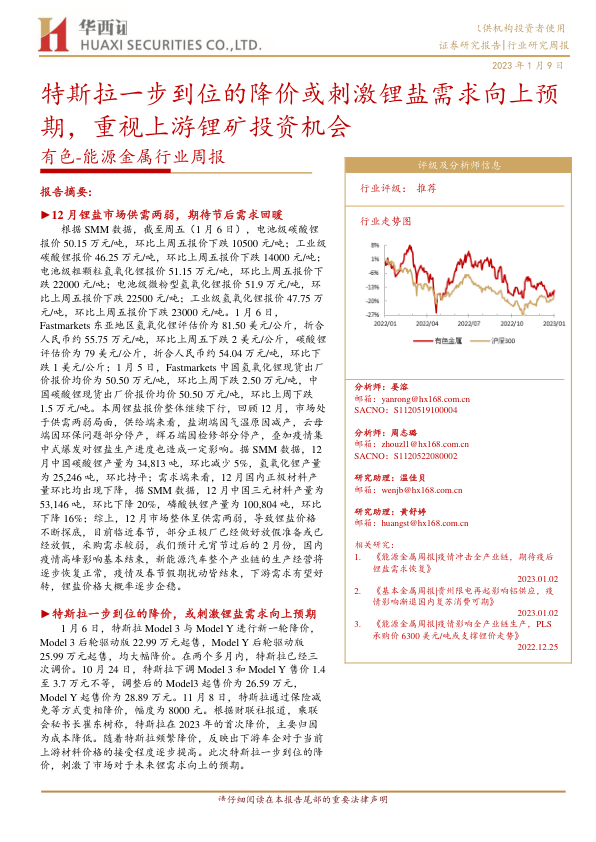 华西证
HUAXI SECURITIES CO.,LTD.
供机构投资者使用
证券研究报告|行业研究周报
2023 年 1 月 9 日
特斯拉一步到位的降价或刺激锂盐需求向上预
期，重视上游锂矿投资机会
有色-能源金属行业周报
报告摘要：
►12 月锂盐市场供需两弱，期待节后需求回暖
根据 SMM 数据，截至周五（1 月 6 日），电池级碳酸锂
报价 50.15 万元/吨，环比上周五报价下跌 10500 元/吨；工业级
碳酸锂报价 46.25 万元/吨，环比上周五报价下跌 14000 元/吨；
电池级粗颗粒氢氧化锂报价 51.15 万元/吨，环比上周五报价下
跌 22000 元/吨；电池级微粉型氢氧化锂报价 51.9 万元/吨，环
比上周五报价下跌 22500 元/吨；工业级氢氧化锂报价 47.75 万
元/吨，环比上周五报价下跌 23000 元/吨。1 月 6 日，
Fastmarkets 东亚地区氢氧化锂评估价为 81.50 美元/公斤，折合
人民币约 55.75 万元/吨，环比上周五下跌 2 美元/公斤，碳酸锂
评估价为 79 美元/公斤，折合人民币约 54.04 万元/吨，环比下
跌 1 美元/公斤；1 月 5 日，Fastmarkets 中国氢氧化锂现货出厂
价报价均价为 50.50 万元/吨，环比上周下跌 2.50 万元/吨，中
国碳酸锂现货出厂价报价均价 50.50 万元/吨，环比上周下跌
1.5 万元/吨。本周锂盐报价整体继续下行，回顾 12 月，市场处
于供需两弱局面，供给端来看，盐湖端因气温原因减产，云母
端因环保问题部分停产，辉石端因检修部分停产，叠加疫情集
中式爆发对锂盐生产进度也造成一定影响。据 SMM 数据，12
月中国碳酸锂产量为 34,813 吨，环比减少 5%，氢氧化锂产量
为 25,246 吨，环比持平；需求端来看，12 月国内正极材料产
量环比均出现下降，据 SMM 数据，12 月中国三元材料产量为
53,146 吨，环比下降 20%，磷酸铁锂产量为 100,804 吨，环比
下降 16%；综上，12 月市场整体呈供需两弱，导致锂盐价格
不断探底，目前临近春节，部分正极厂已经做好放假准备或已
经放假，采购需求较弱，我们预计元宵节过后的 2 月份，国内
疫情高峰影响基本结束，新能源汽车整个产业链的生产经营将
逐步恢复正常，疫情及春节假期扰动皆结束，下游需求有望好
转，锂盐价格大概率逐步企稳。
►特斯拉一步到位的降价，或刺激锂盐需求向上预期
1 月 6 日，特斯拉 Model 3 与 Model Y 进行新一轮降价，
Model 3 后轮驱动版 22.99 万元起售，Model Y 后轮驱动版
25.99 万元起售，均大幅降价。在两个多月内，特斯拉已经三
次调价。10 月 24 日，特斯拉下调 Model 3 和 Model Y 售价 1.4
至 3.7 万元不等，调整后的 Model3 起售价为 26.59 万元，
Model Y 起售价为 28.89 万元。11 月 8 日，特斯拉通过保险减
免等方式变相降价，幅度为 8000 元。根据财联社报道，乘联
会秘书长崔东树称，特斯拉在 2023 年的首次降价，主要归因
为成本降低。随着特斯拉频繁降价，反映出下游车企对于当前
上游材料价格的接受程度逐步提高。此次特斯拉一步到位的降
价，刺激了市场对于未来锂需求向上的预期。
评级及分析师信息
行业评级： 推荐
行业走势图
8%
1%
-6%
-13%
-20%
-27%
2022/01 2022/04 2022/07 2022/10 2023/01
有色金属 沪深300
分析师：晏溶
邮箱：yanrong@hx168.com.cn
SACNO：S1120519100004
分析师：周志璐
邮箱：zhouzl1@hx168.com.cn
SACNO：S1120522080002
研究助理：温佳贝
邮箱：wenjb@hx168.com.cn
研究助理：黄舒婷
邮箱：huangst@hx168.com.cn
相关研究：
1. 《能源金属周报|疫情冲击全产业链，期待疫后
锂盐需求恢复》
2023.01.02
2. 《基本金属周报|贵州限电再起影响铝供应，疫
情影响渐退国内复苏消费可期》
2023.01.02
3. 《能源金属周报|疫情影响全产业链生产，PLS
承购价 6300 美元/吨或支撑锂价走势》
2022.12.25
仔细阅读在本报告尾部的重要法律声明